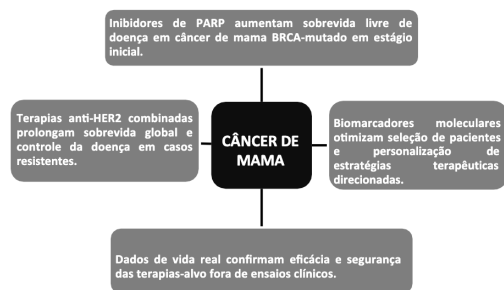 Inibidores de PARP aumentam sobrevida livre de
doença em câncer de mama BRCA-mutado em estágio
inicial.
Terapias anti-HER2 combinadas
prolongam sobrevida global e
controle da doença em casos
resistentes.
CÂNCER DE
MAMA
Biomarcadores moleculares
otimizam seleção de pacientes
e personalização de
estratégias terapêuticas
direcionadas.
Dados de vida real confirmam eficácia e segurança
das terapias-alvo fora de ensaios clínicos.